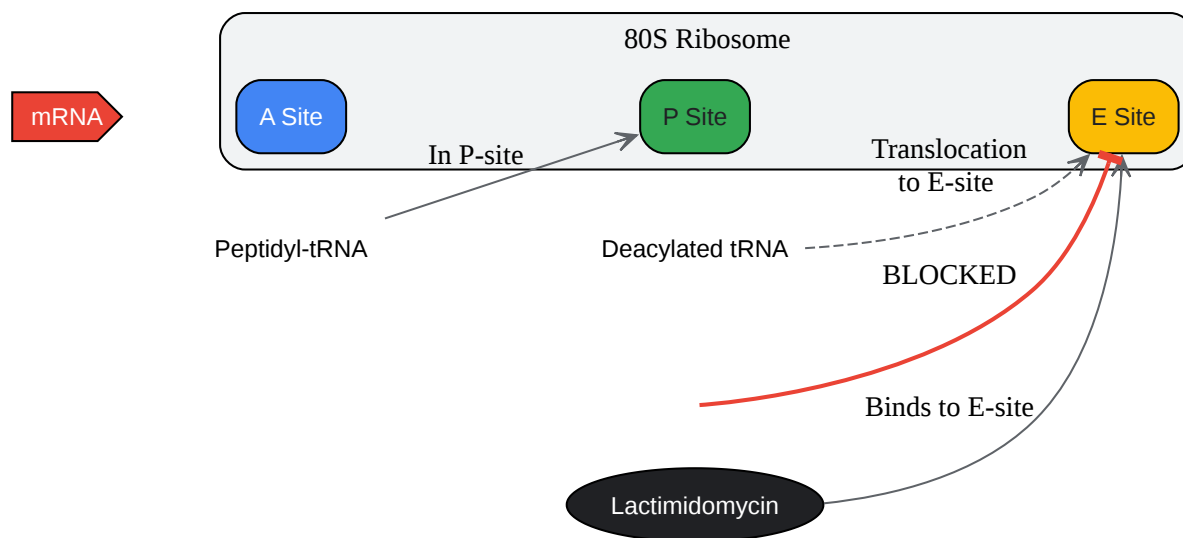 80S Ribosome
mRNA
A Site
P Site
E Site
In P-site
Translocation
to E-site
Peptidyl-tRNA
Deacylated tRNA
BLOCKED
Binds to E-site
Lactimidomycin